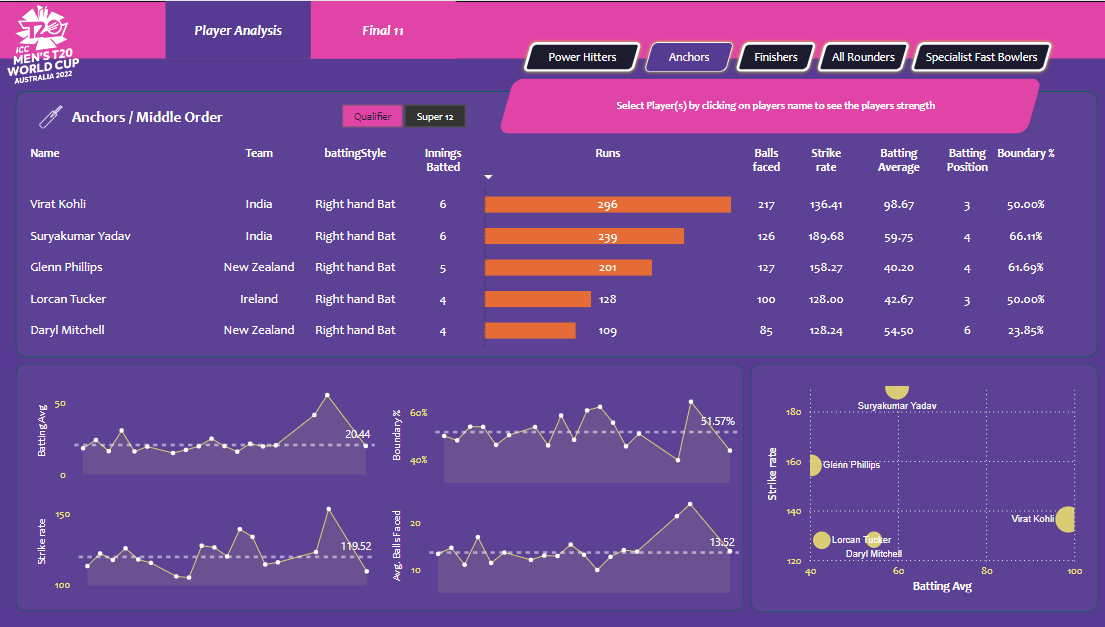 T20
ICC
MEN'S T20
WORLD CUP
AUSTRALIA 2022
Player Analysis
Final 11
Power Hitters
Anchors
Finishers
All Rounders
Specialist Fast Bowlers
Select Player(s) by clicking on players name to see the players strength
Anchors / Middle Order
Qualifier
Super 12
Name Team battingStyle Innings Batted Runs Balls faced Strike rate Batting Average Batting Position Boundary %
Virat Kohli India Right hand Bat 6 296 217 136.41 98.67 3 50.00%
Suryakumar Yadav India Right hand Bat 6 239 126 189.68 59.75 4 66.11%
Glenn Phillips New Zealand Right hand Bat 5 201 127 158.27 40.20 4 61.69%
Lorcan Tucker Ireland Right hand Bat 4 128 100 128.00 42.67 3 50.00%
Daryl Mitchell New Zealand Right hand Bat 4 109 85 128.24 54.50 6 23.85%
Batting Avg
50
0
20.44
Boundary %
60%
40%
51.57%
Strike rate
150
100
119.52
Avg. Balls Faced
20
10
13.52
Strike rate
180
160
140
120
Suryakumar Yadav
Glenn Phillips
Virat Kohli
Lorcan Tucker
Daryl Mitchell
40 60 80 100
Batting Avg